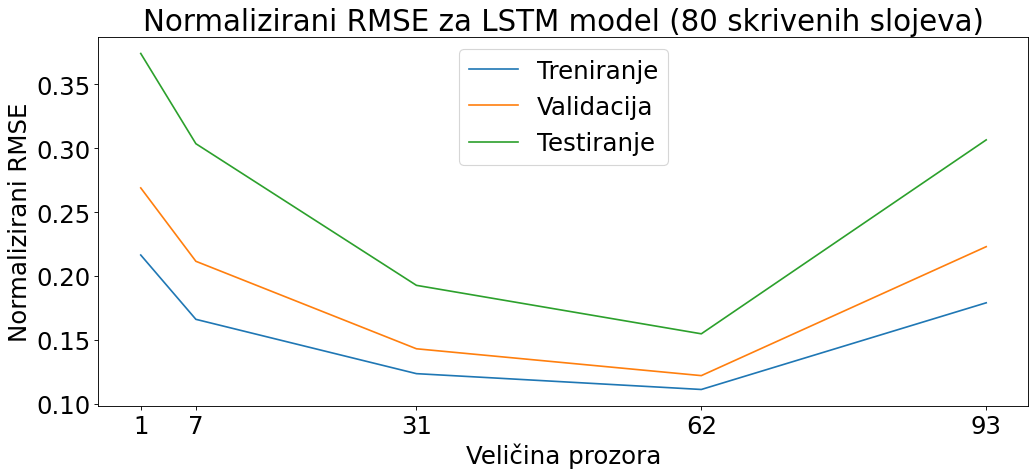 Normalizirani RMSE za LSTM model (80 skrivenih slojeva)
Treniranje
Validacija
Testiranje
Normalizirani RMSE
0.35
0.30
0.25
0.20
0.15
0.10
1 7 31 62 93
Veličina prozora